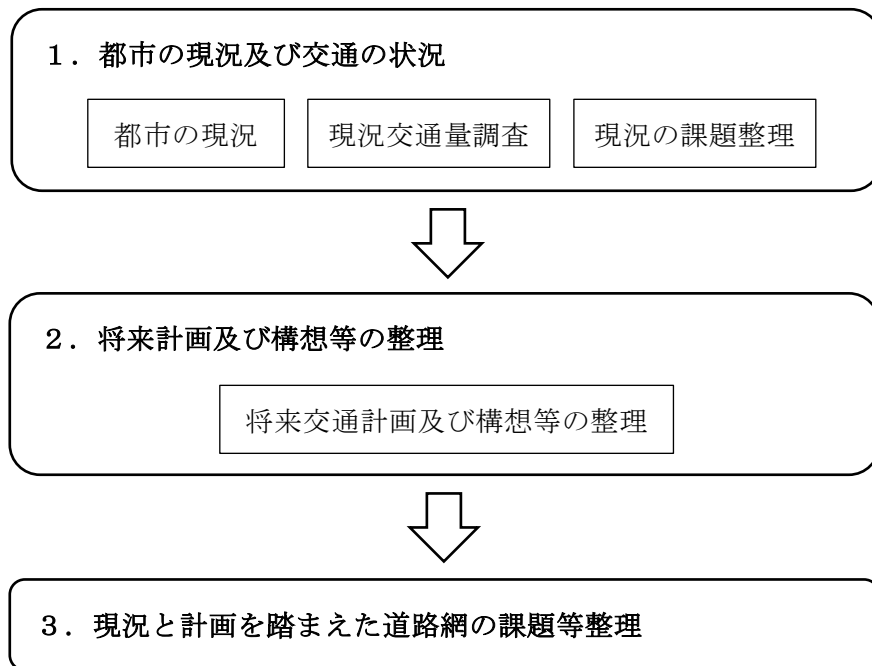 １．都市の現況及び交通の状況
都市の現況
現況交通量調査
現況の課題整理
２．将来計画及び構想等の整理
将来交通計画及び構想等の整理
３．現況と計画を踏まえた道路網の課題等整理